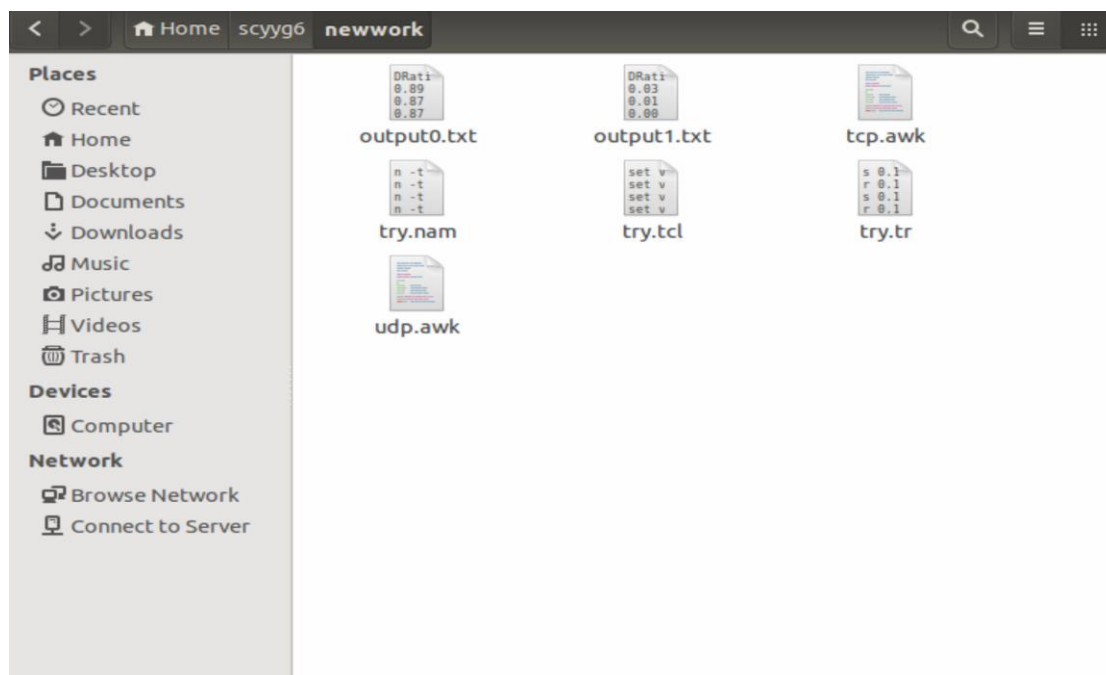 Home scyyg6 newwork
Places
Recent
Home
Desktop
Documents
Downloads
Music
Pictures
Videos
Trash
Devices
Computer
Network
Browse Network
Connect to Server
DRati
0.89
0.87
0.87
output0.txt
DRati
0.03
0.01
0.00
output1.txt
tcp.awk
n -t
n -t
n -t
n -t
try.nam
set v
set v
set v
set v
try.tcl
s 0.1
r 0.1
s 0.1
r 0.1
try.tr
udp.awk